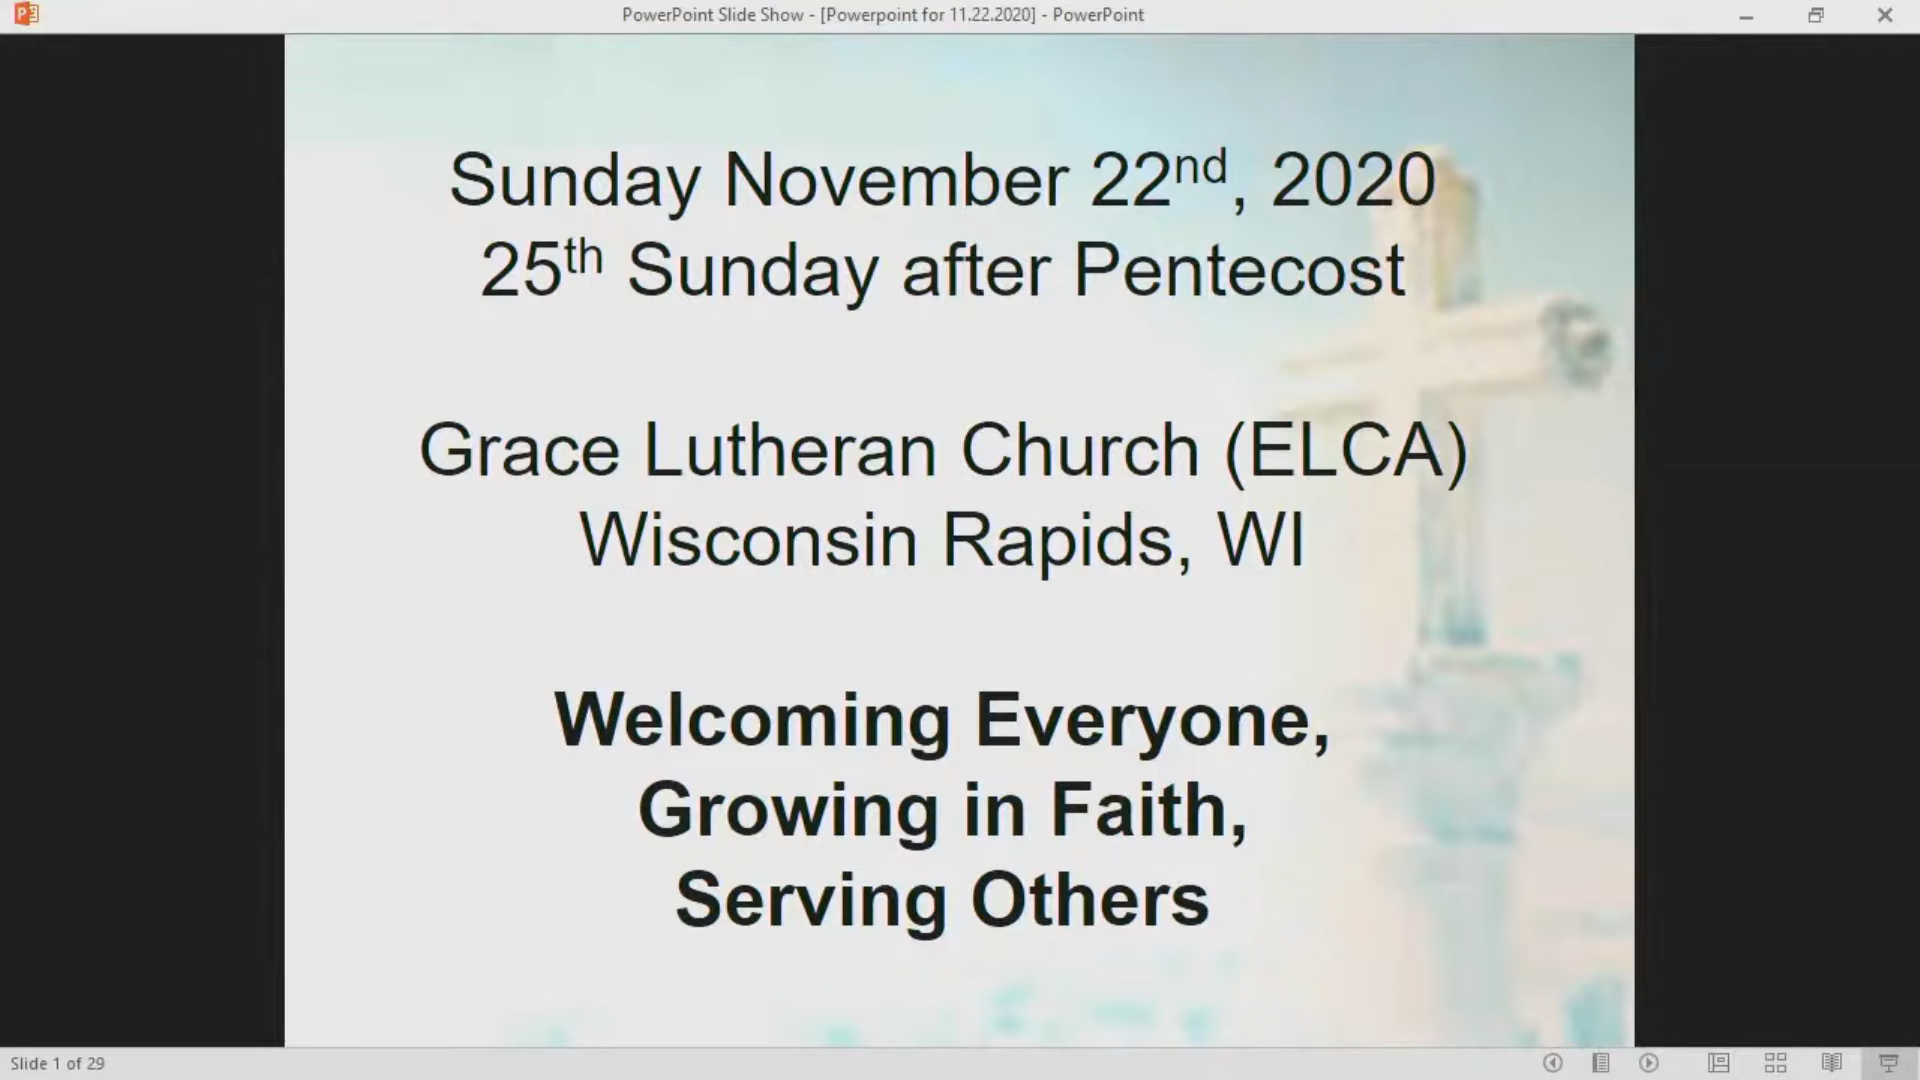 PowerPoint Slide Show - [Powerpoint for 11.22.2020] - PowerPoint
Sunday November 22nd, 2020
25th Sunday after Pentecost
Grace Lutheran Church (ELCA)
Wisconsin Rapids, WI
Welcoming Everyone,
Growing in Faith,
Serving Others
Slide 1 of 29